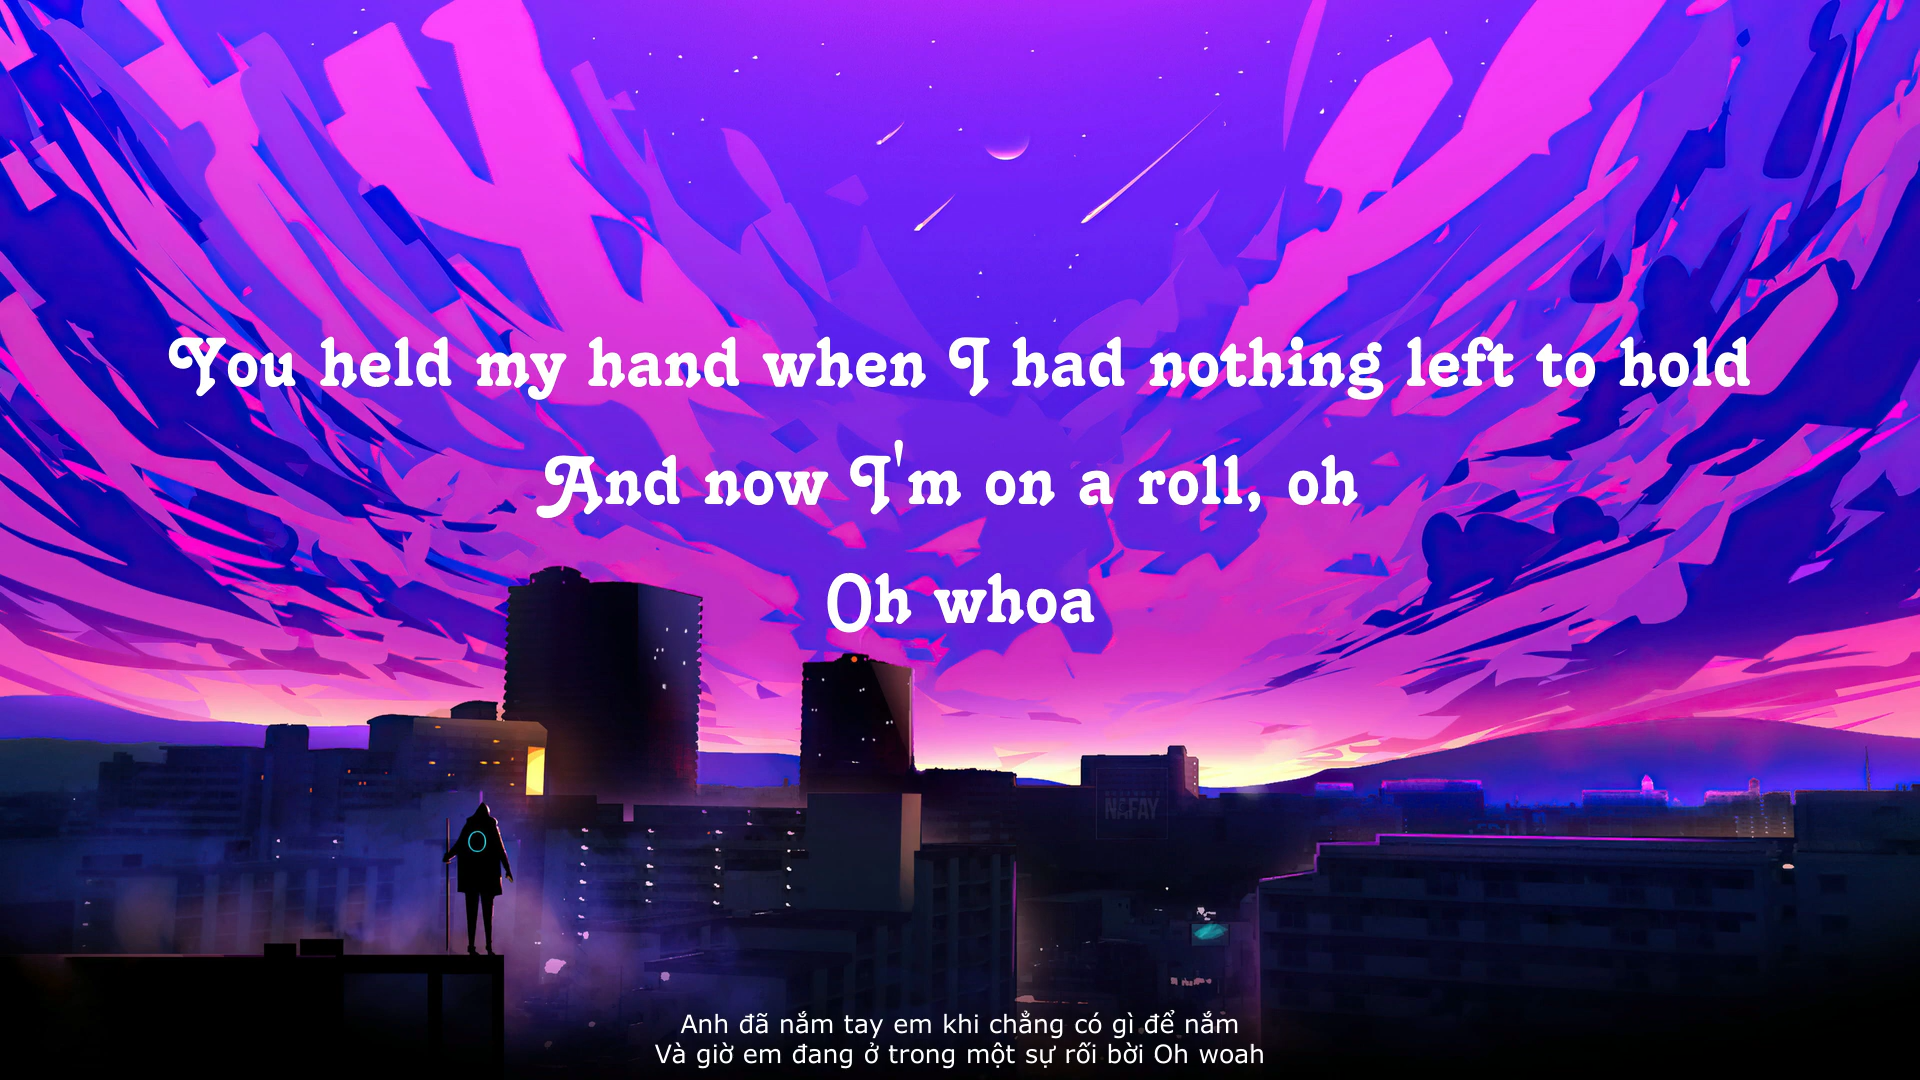 You held my hand when I had nothing left to hold
And now I'm on a roll, oh
Oh whoa
NAFAY
Anh đã nắm tay em khi chẳng có gì để nắm
Và giờ em đang ở trong một sự rối bời Oh woah